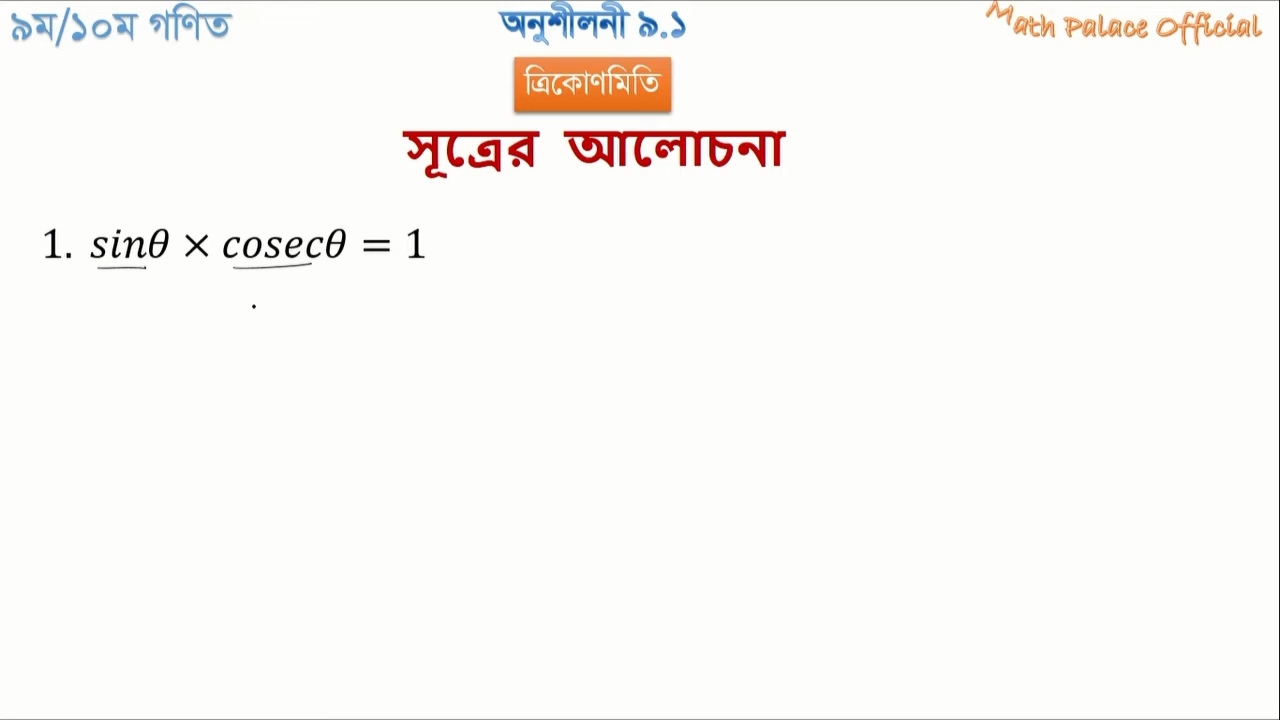 ৯ম/১০ম গণিত
অনুশীলনী ৯.১
Math Palace Official
ত্রিকোণমিতি
সূত্রের আলোচনা
1. sinθ × cosecθ = 1